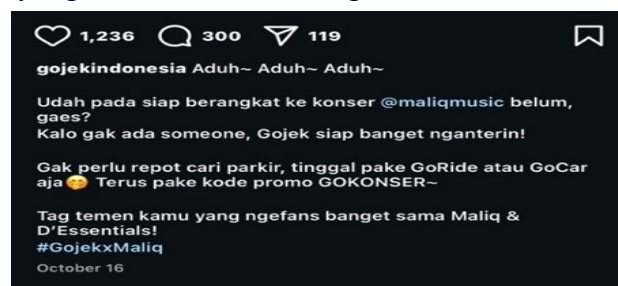 1,236 300 119
gojekindonesia Aduh~ Aduh~ Aduh~
Udah pada siap berangkat ke konser @maliqmusic belum,
gaes?
Kalo gak ada someone, Gojek siap banget nganterin!
Gak perlu repot cari parkir, tinggal pake GoRide atau GoCar
aja🤭 Terus pake kode promo GOKONSER~
Tag temen kamu yang ngefans banget sama Maliq &
D'Essentials!
#GojekxMaliq
October 16